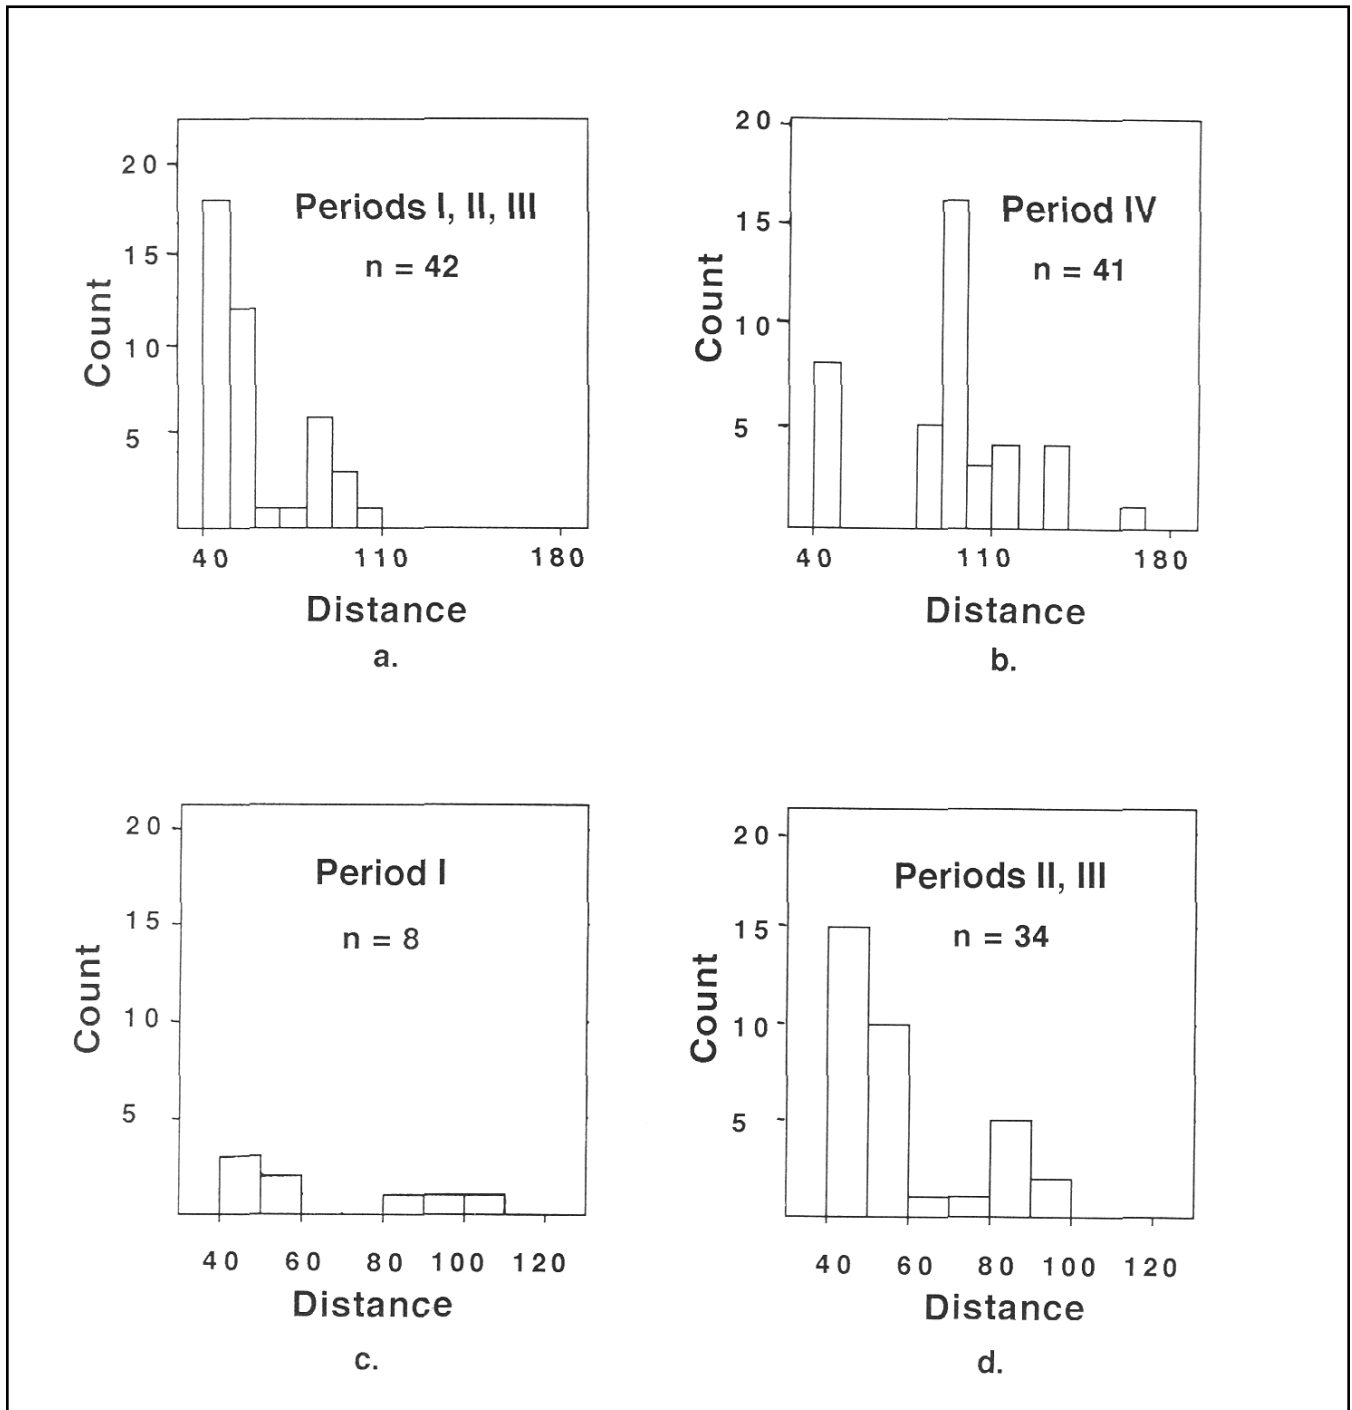 20
15
10
5
Count
Periods I, II, III
n = 42
40 110 180
Distance
a.
20
15
10
5
Count
Period IV
n = 41
40 110 180
Distance
b.
20
15
10
5
Count
Period I
n = 8
40 60 80 100 120
Distance
c.
20
15
10
5
Count
Periods II, III
n = 34
40 60 80 100 120
Distance
d.